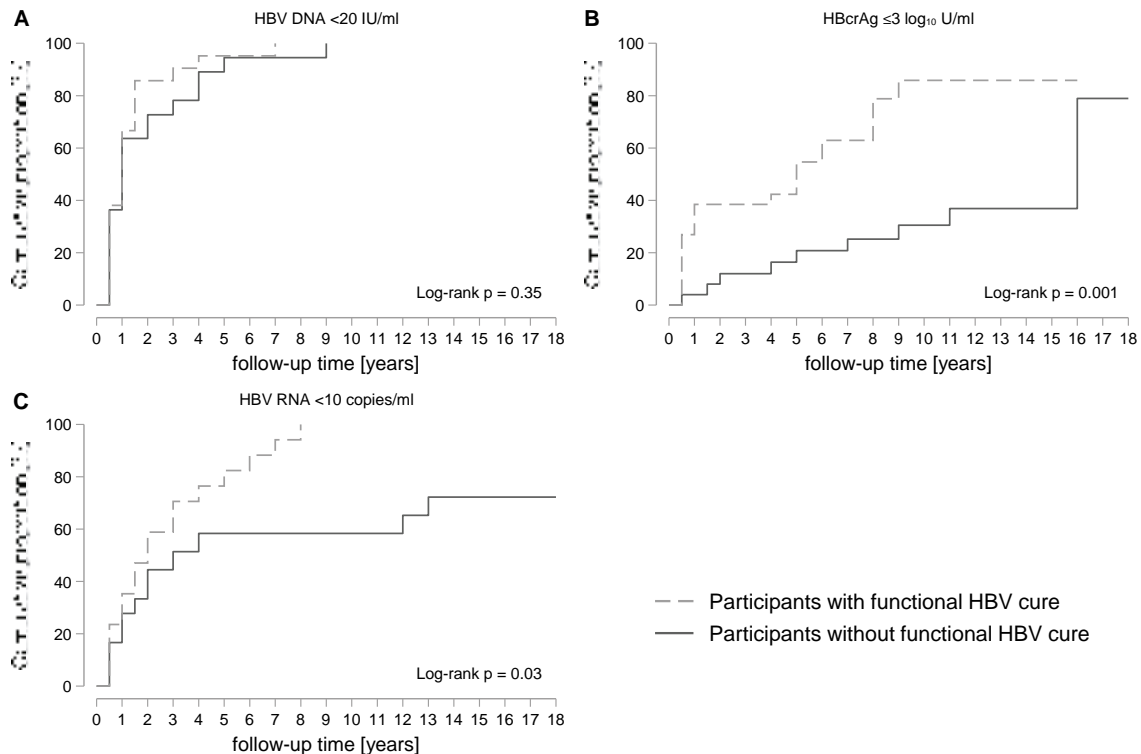 A
HBV DNA <20 IU/ml
100
80
60
40
20
0
Log-rank p = 0.35
0 1 2 3 4 5 6 7 8 9 10 11 12 13 14 15 16 17 18
follow-up time [years]
B
HBcrAg ≤3 log₁₀ U/ml
100
80
60
40
20
0
Log-rank p = 0.001
0 1 2 3 4 5 6 7 8 9 10 11 12 13 14 15 16 17 18
follow-up time [years]
C
HBV RNA <10 copies/ml
100
80
60
40
20
0
Log-rank p = 0.03
0 1 2 3 4 5 6 7 8 9 10 11 12 13 14 15 16 17 18
follow-up time [years]
Participants with functional HBV cure
Participants without functional HBV cure